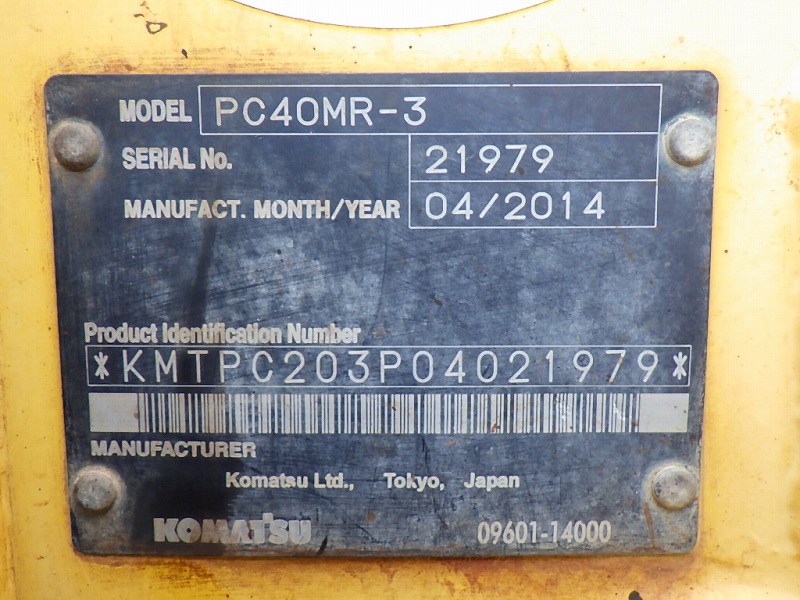 MODEL PC40MR-3
SERIAL No. 21979
MANUFACT. MONTH/YEAR 04/2014
Product Identification Number
*KMTPC203P04021979*
MANUFACTURER
Komatsu Ltd., Tokyo, Japan
KOMATSU 09601-14000